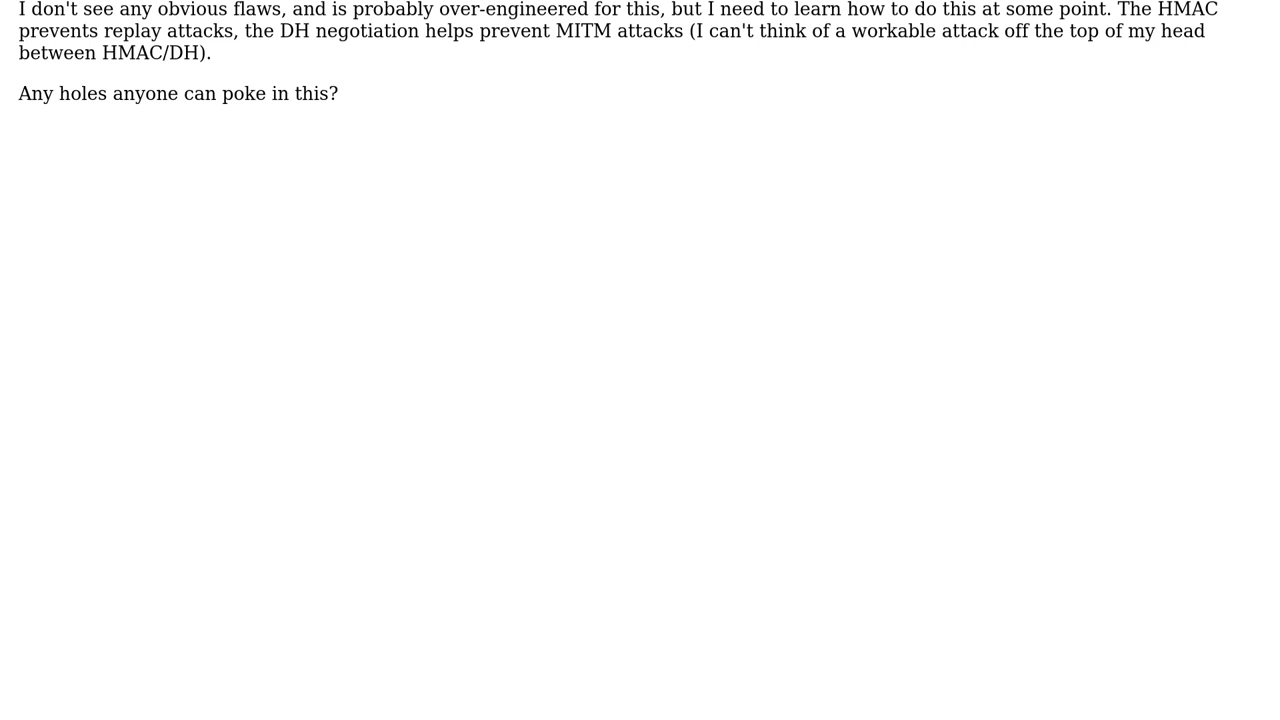 I don't see any obvious flaws, and is probably over-engineered for this, but I need to learn how to do this at some point. The HMAC
prevents replay attacks, the DH negotiation helps prevent MITM attacks (I can't think of a workable attack off the top of my head
between HMAC/DH).
Any holes anyone can poke in this?